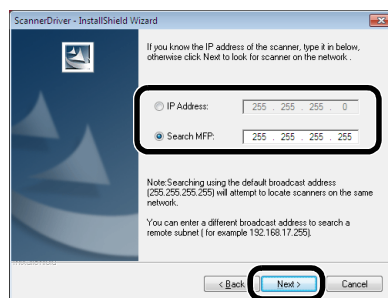 ScannerDriver - InstallShield Wizard
If you know the IP address of the scanner, type it in below,
otherwise click Next to look for scanner on the network .
IP Address: 255 . 255 . 255 . 0
Search MFP: 255 . 255 . 255 . 255
Note:Searching using the default broadcast address
(255.255.255.255) will attempt to locate scanners on the same
network.
You can enter a different broadcast address to search a
remote subnet ( for example 192.168.17.255).
InstallShield
< Back Next > Cancel